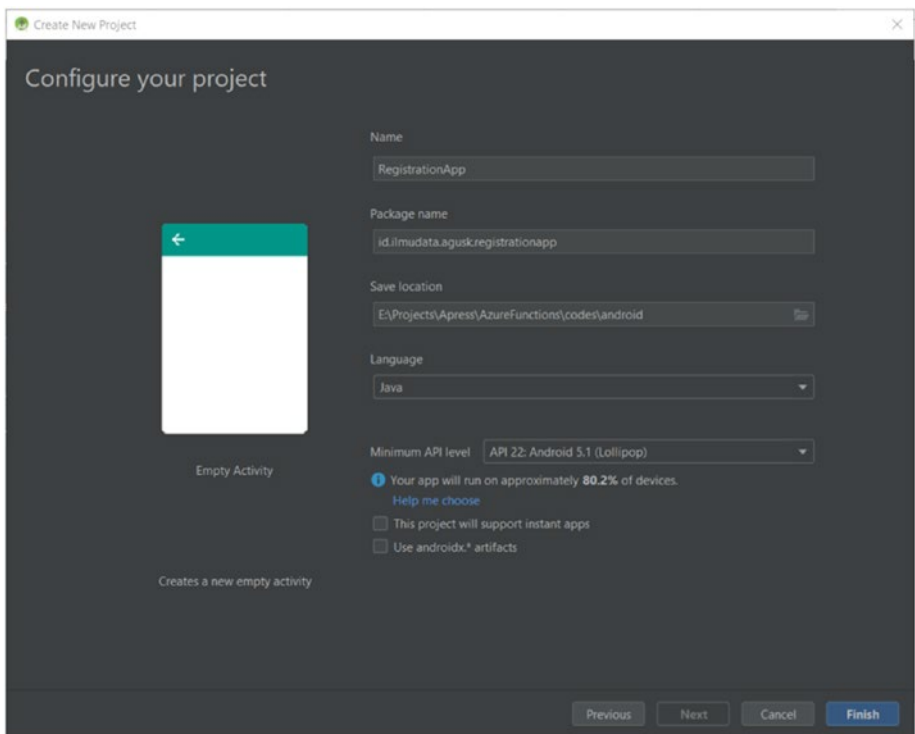 Create New Project
Configure your project
Name
RegistrationApp
Package name
id.ilmudata.agusk.registrationapp
Save location
E:\Projects\Apress\AzureFunctions\codes\android
Language
Java
Minimum API level API 22: Android 5.1 (Lollipop)
Empty Activity
Your app will run on approximately 80.2% of devices.
Help me choose
This project will support instant apps
Use androidx.* artifacts
Creates a new empty activity
Previous Next Cancel Finish